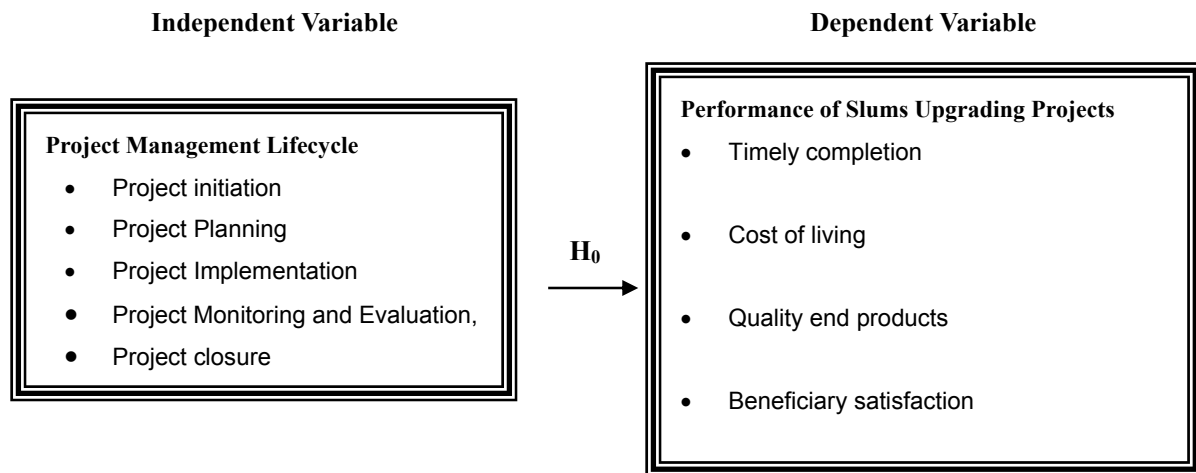 Independent Variable
Dependent Variable
Project Management Lifecycle
• Project initiation
• Project Planning
• Project Implementation
• Project Monitoring and Evaluation,
• Project closure
H₀
Performance of Slums Upgrading Projects
• Timely completion
• Cost of living
• Quality end products
• Beneficiary satisfaction